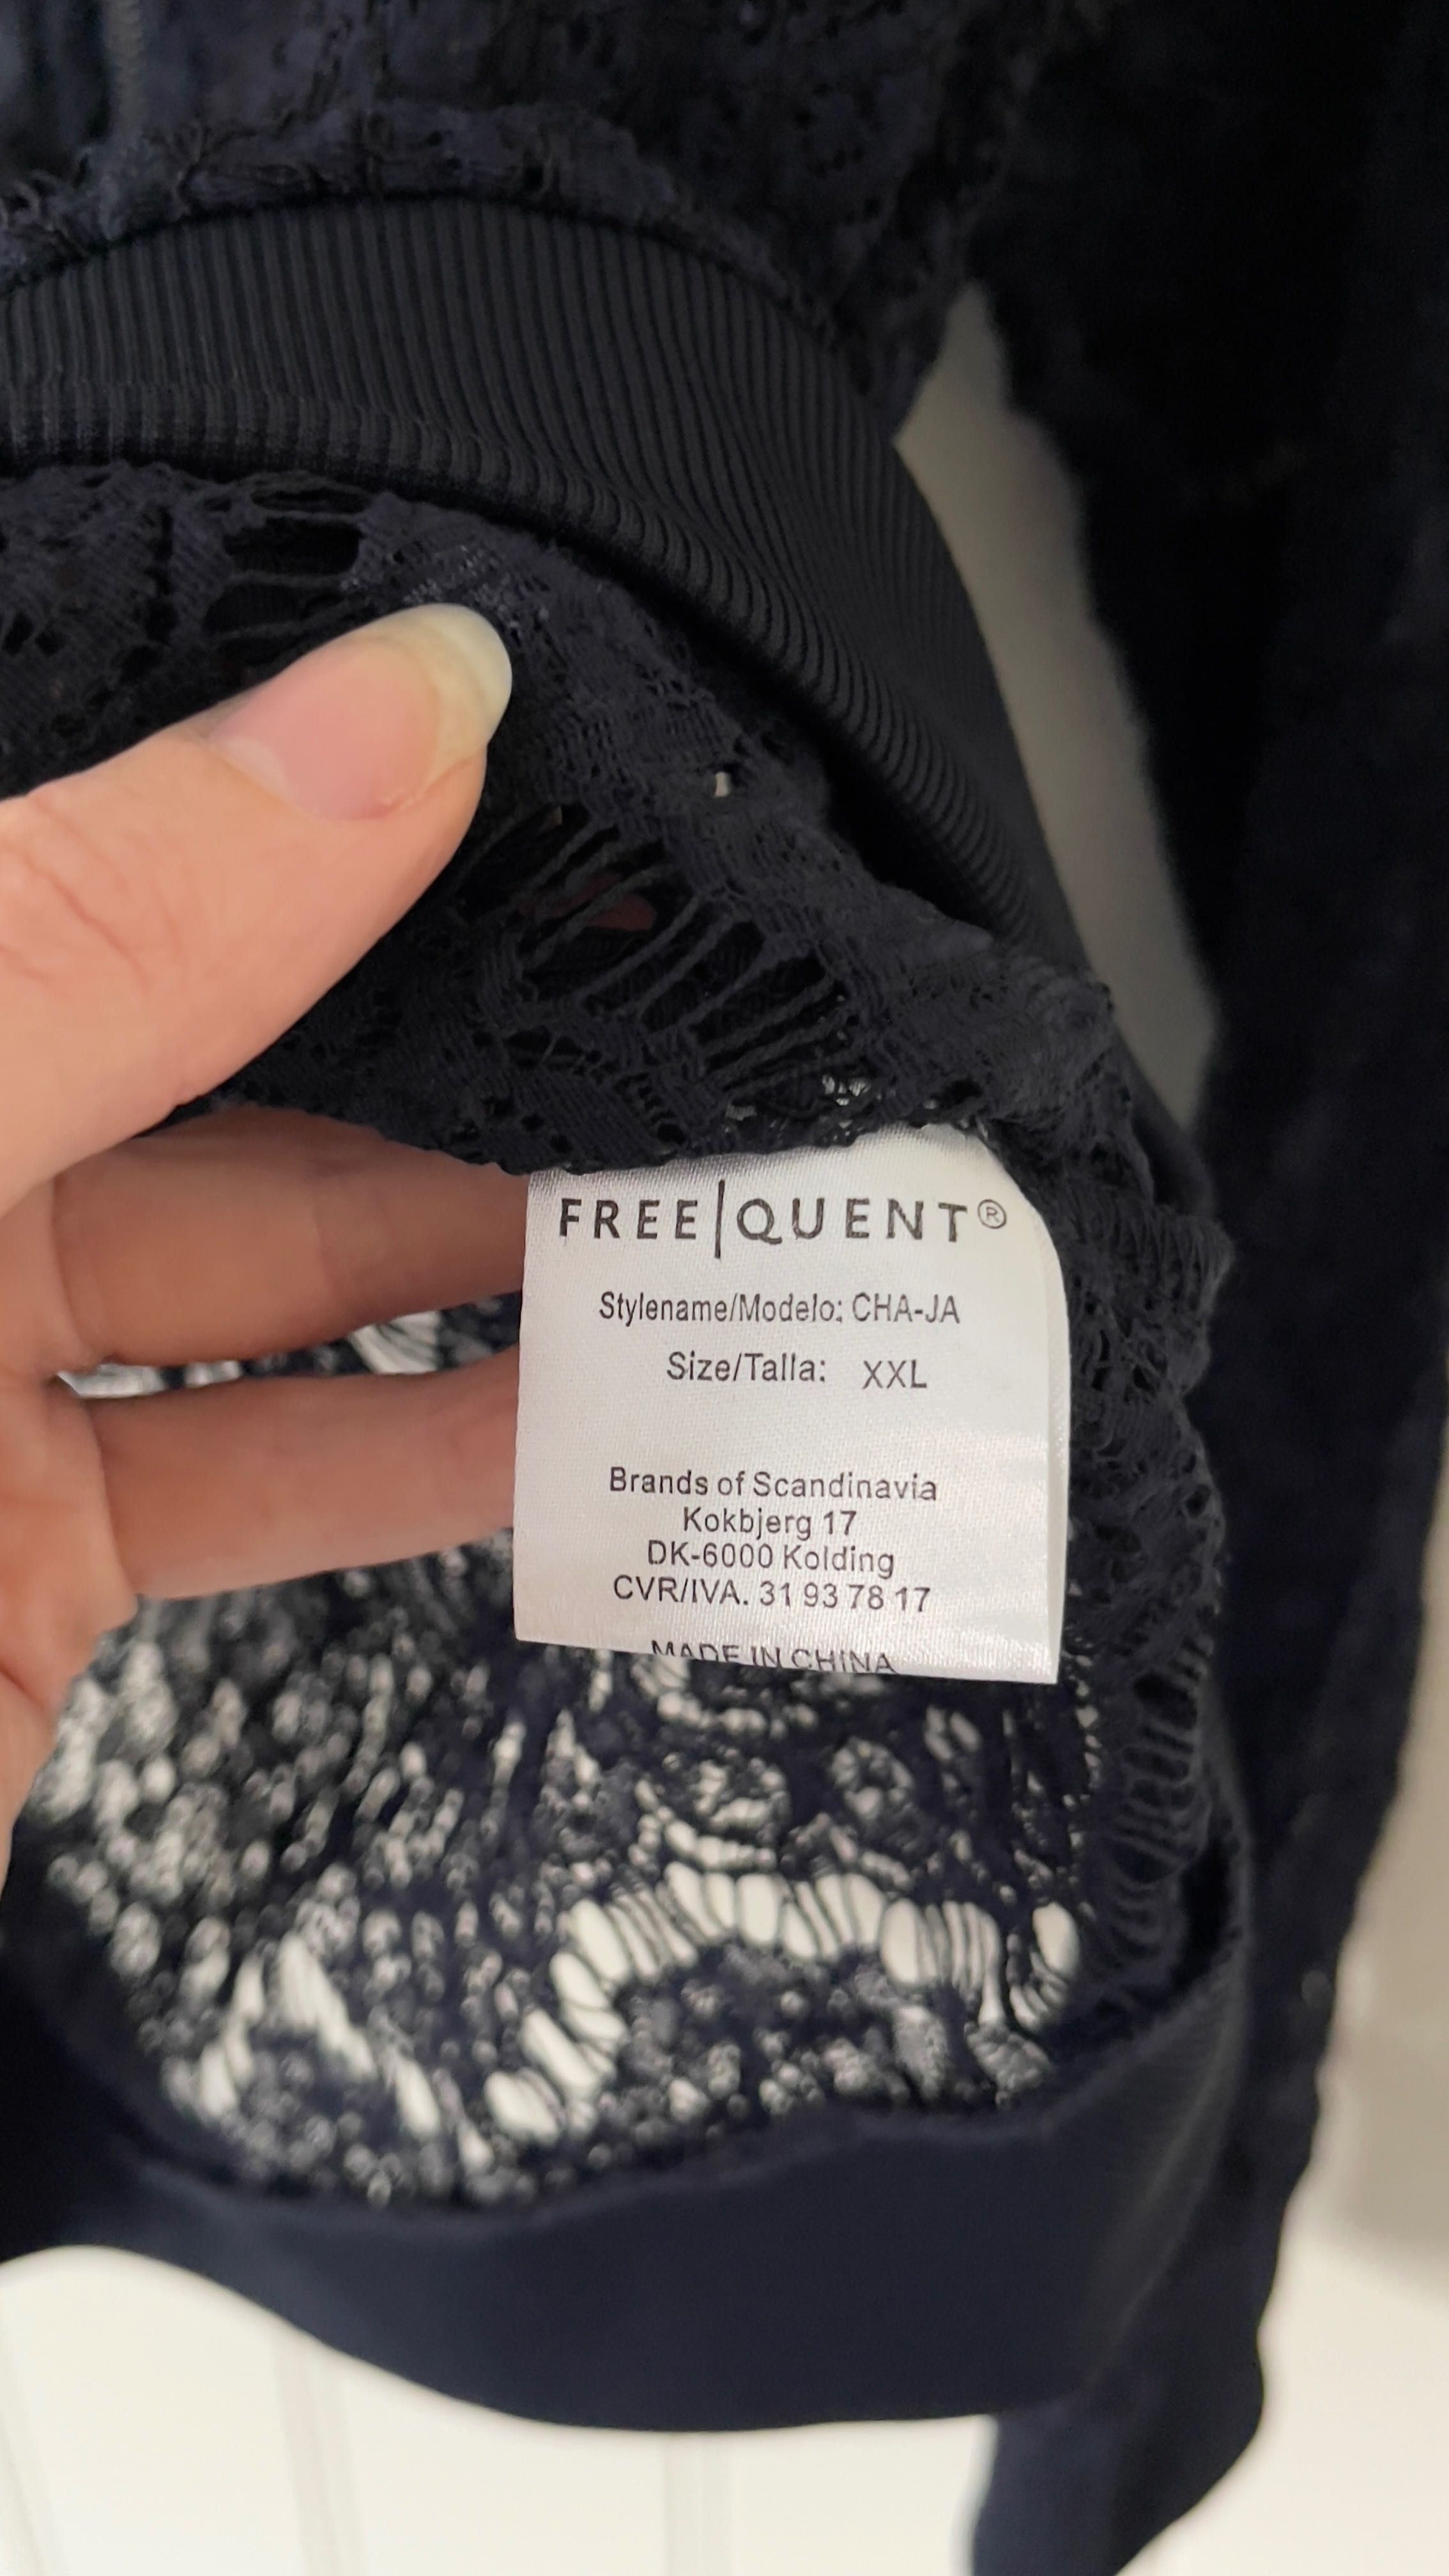 FREE|QUENT®
Stylename/Modelo: CHA-JA
Size/Talla: XXL
Brands of Scandinavia
Kokbjerg 17
DK-6000 Kolding
CVR/IVA. 31 93 78 17
MADE IN CHINA